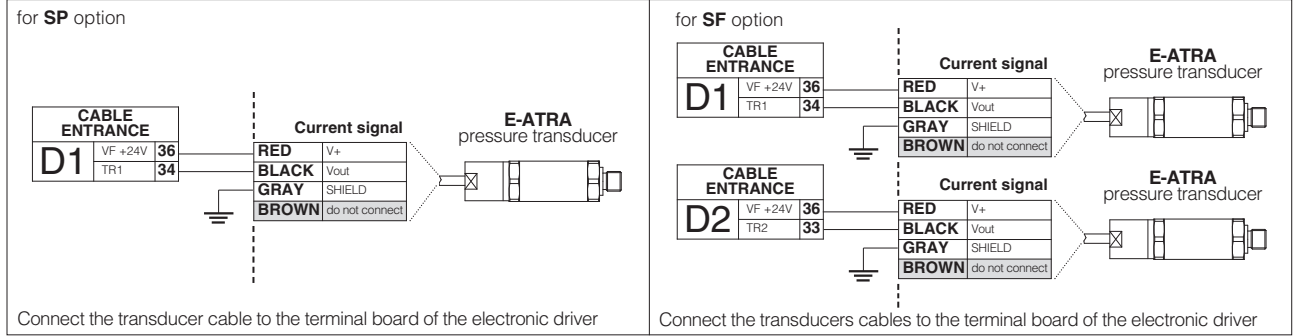 for SP option
CABLE
ENTRANCE
D1
VF +24V 36
TR1 34
Current signal
RED V+
BLACK Vout
GRAY SHIELD
BROWN do not connect
E-ATRA
pressure transducer
Connect the transducer cable to the terminal board of the electronic driver
for SF option
CABLE
ENTRANCE
D1
VF +24V 36
TR1 34
Current signal
RED V+
BLACK Vout
GRAY SHIELD
BROWN do not connect
E-ATRA
pressure transducer
CABLE
ENTRANCE
D2
VF +24V 36
TR2 33
Current signal
RED V+
BLACK Vout
GRAY SHIELD
BROWN do not connect
E-ATRA
pressure transducer
Connect the transducers cables to the terminal board of the electronic driver